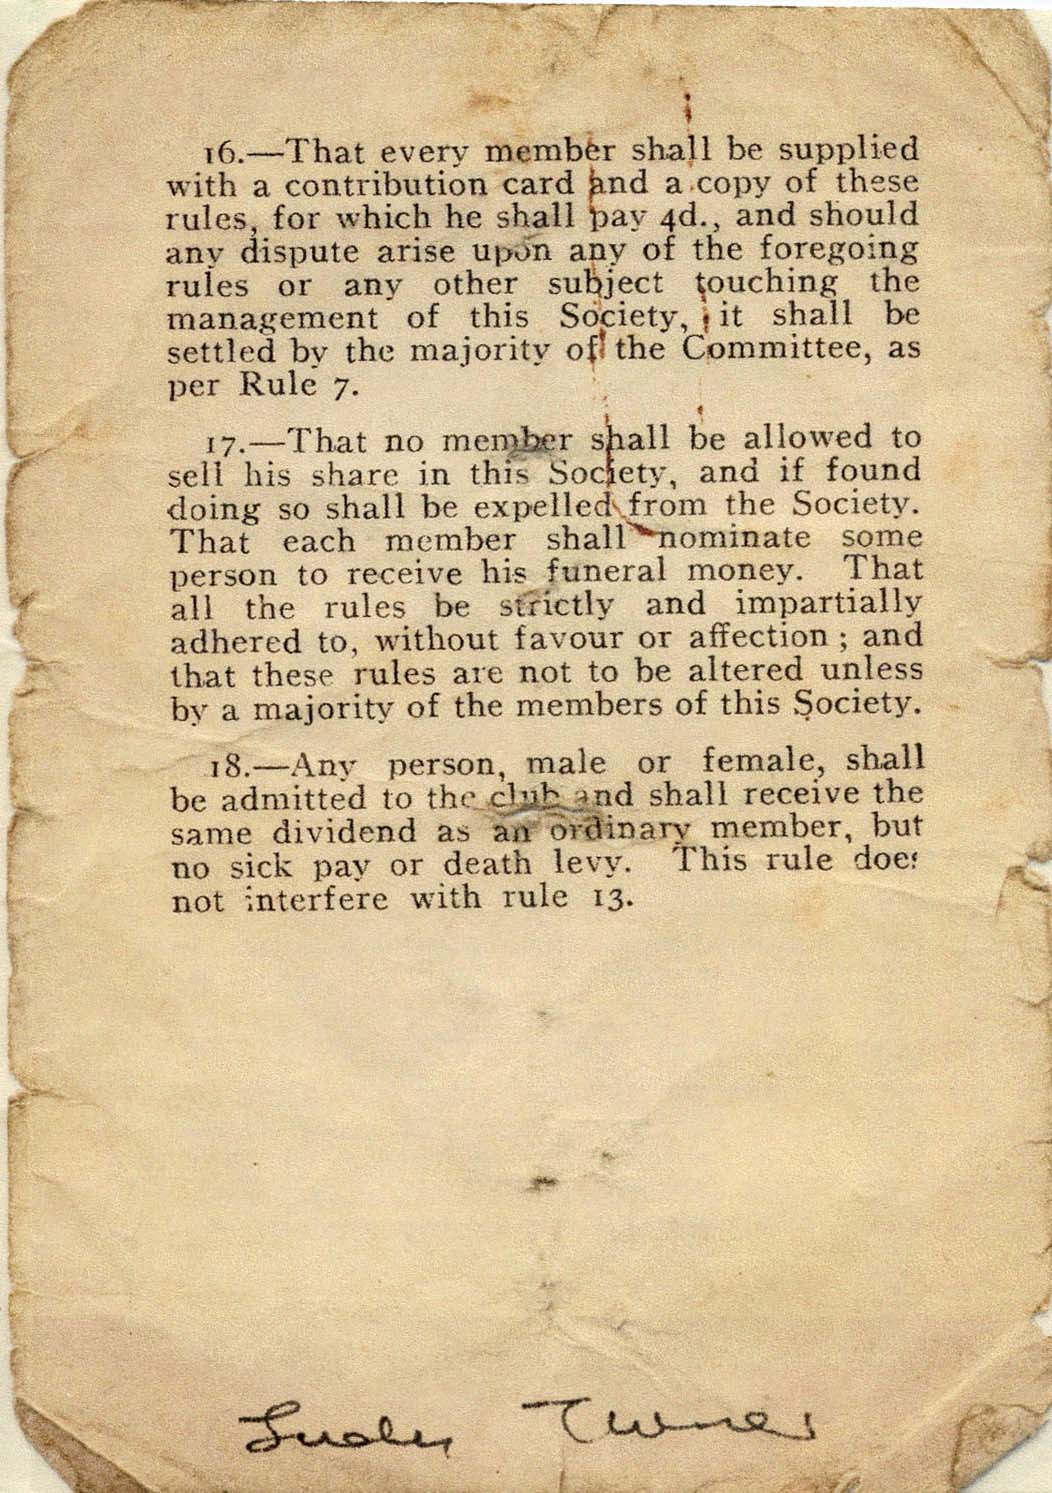 16.—That every member shall be supplied
with a contribution card and a copy of these
rules, for which he shall pay 4d., and should
any dispute arise upon any of the foregoing
rules or any other subject touching the
management of this Society, it shall be
settled by the majority of the Committee, as
per Rule 7.
17.—That no member shall be allowed to
sell his share in this Society, and if found
doing so shall be expelled from the Society.
That each member shall nominate some
person to receive his funeral money. That
all the rules be strictly and impartially
adhered to, without favour or affection ; and
that these rules are not to be altered unless
by a majority of the members of this Society.
18.—Any person, male or female, shall
be admitted to the club and shall receive the
same dividend as an ordinary member, but
no sick pay or death levy. This rule does
not interfere with rule 13.